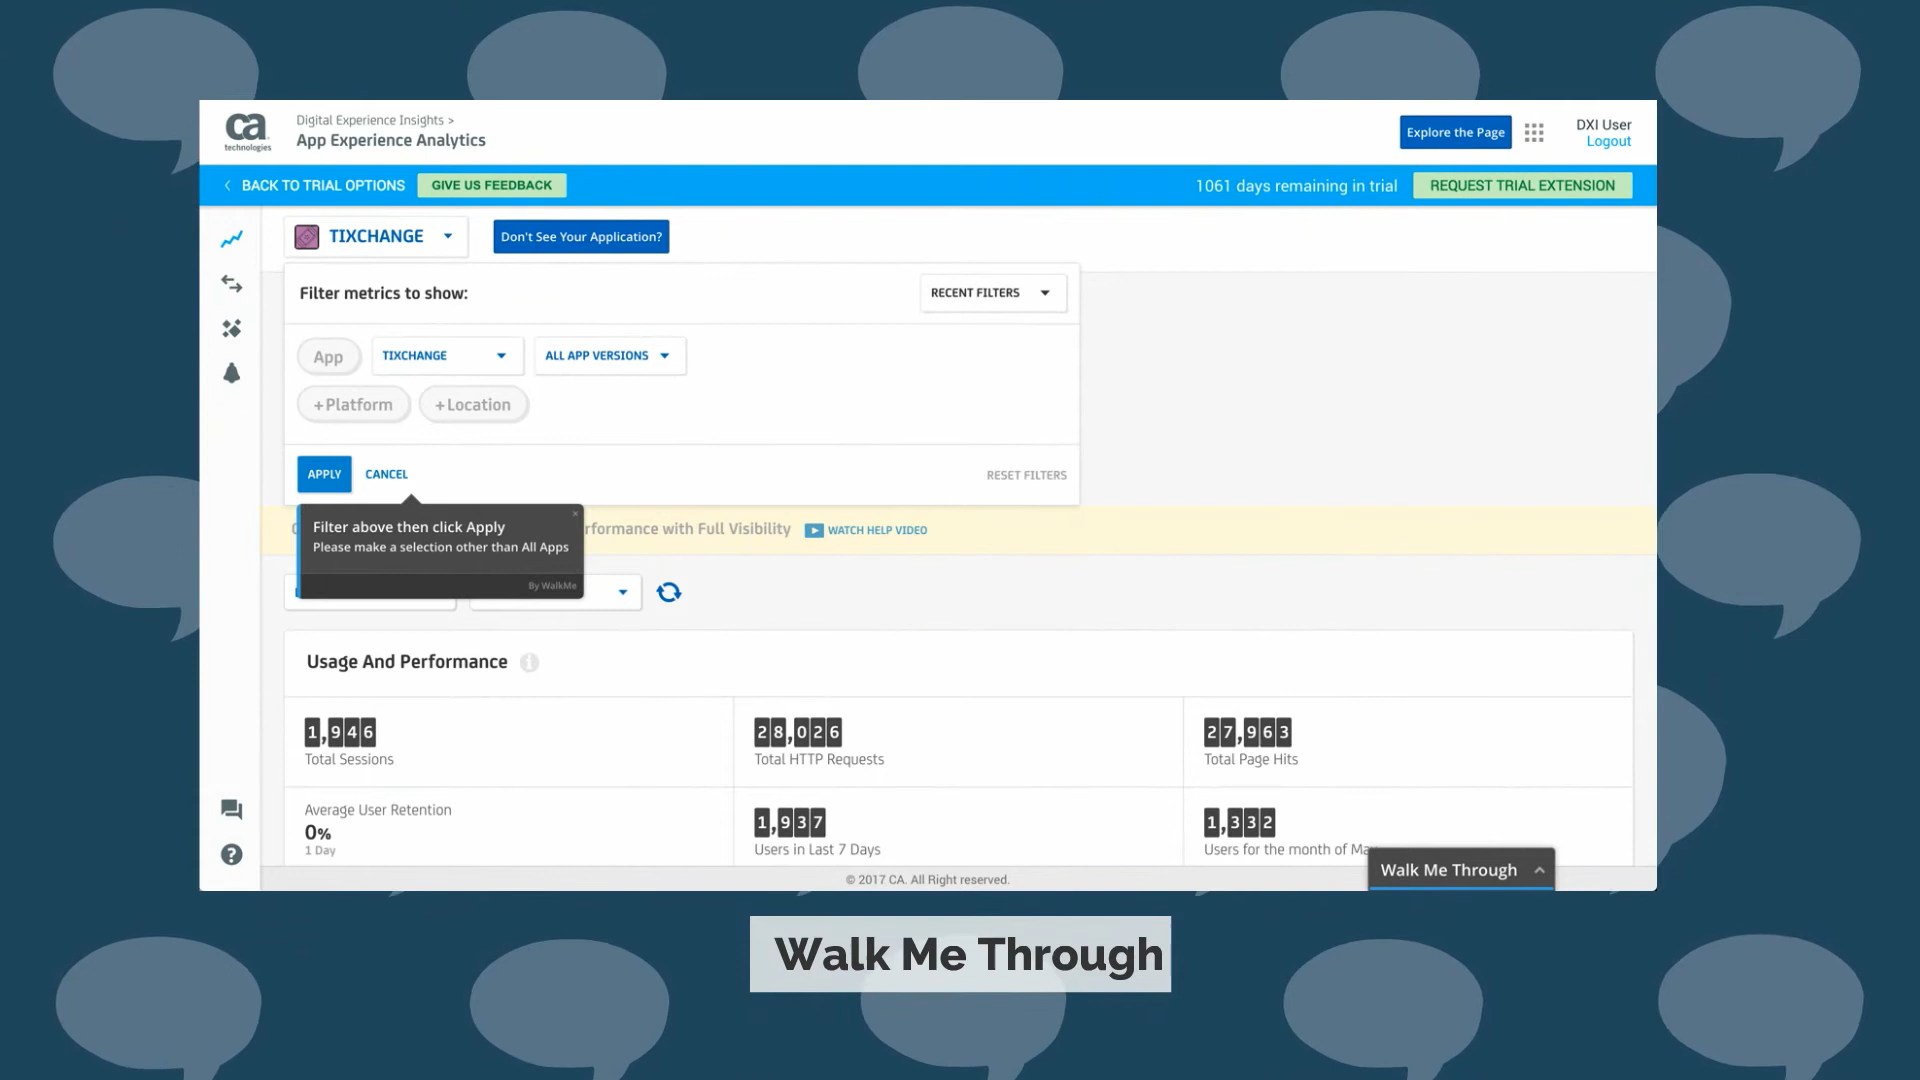 ca
technologies
Digital Experience Insights >
App Experience Analytics
Explore the Page
DXI User
Logout
BACK TO TRIAL OPTIONS
GIVE US FEEDBACK
1061 days remaining in trial
REQUEST TRIAL EXTENSION
TIXCHANGE
Don't See Your Application?
Filter metrics to show:
RECENT FILTERS
App
TIXCHANGE
ALL APP VERSIONS
+Platform
+Location
APPLY
CANCEL
RESET FILTERS
Filter above then click Apply
Please make a selection other than All Apps
By WalkMe
rformance with Full Visibility
WATCH HELP VIDEO
Usage And Performance
1,946
Total Sessions
28,026
Total HTTP Requests
27,963
Total Page Hits
Average User Retention
0%
1 Day
1,937
Users in Last 7 Days
1,332
Users for the month of Ma
© 2017 CA. All Right reserved.
Walk Me Through
Walk Me Through